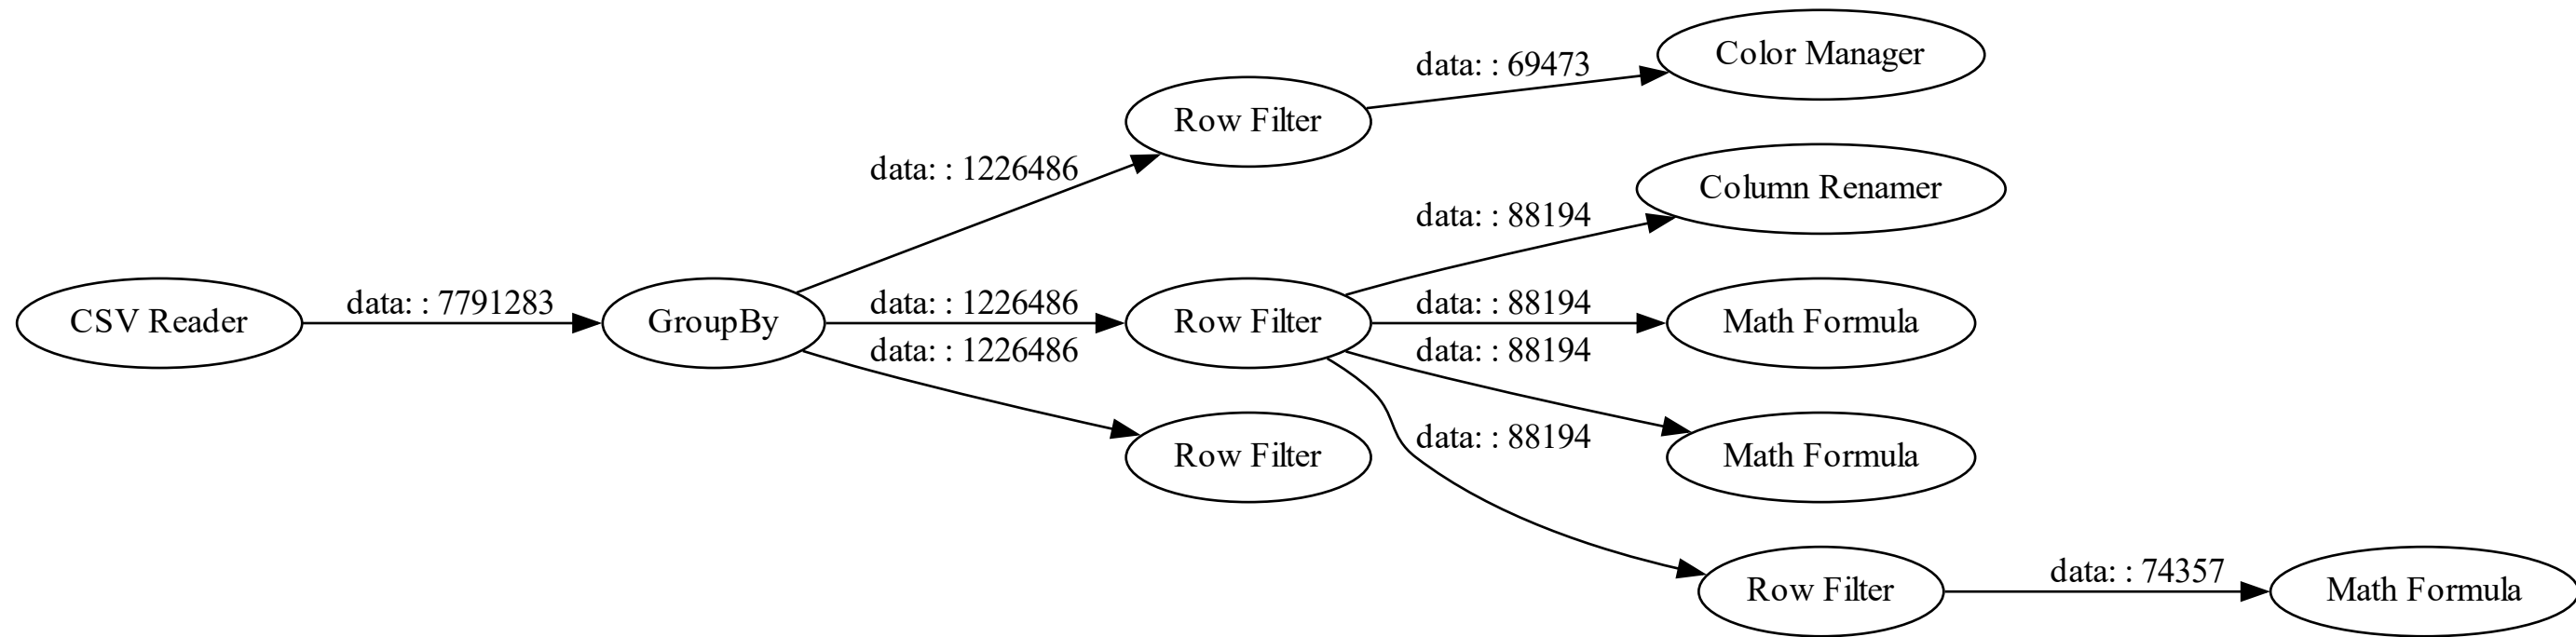 Color Manager
data: : 69473
Row Filter
data: : 1226486
Column Renamer
data: : 88194
CSV Reader
data: : 7791283
GroupBy
data: : 1226486
Row Filter
data: : 88194
Math Formula
data: : 1226486
data: : 88194
Row Filter
data: : 88194
Math Formula
Row Filter
data: : 74357
Math Formula